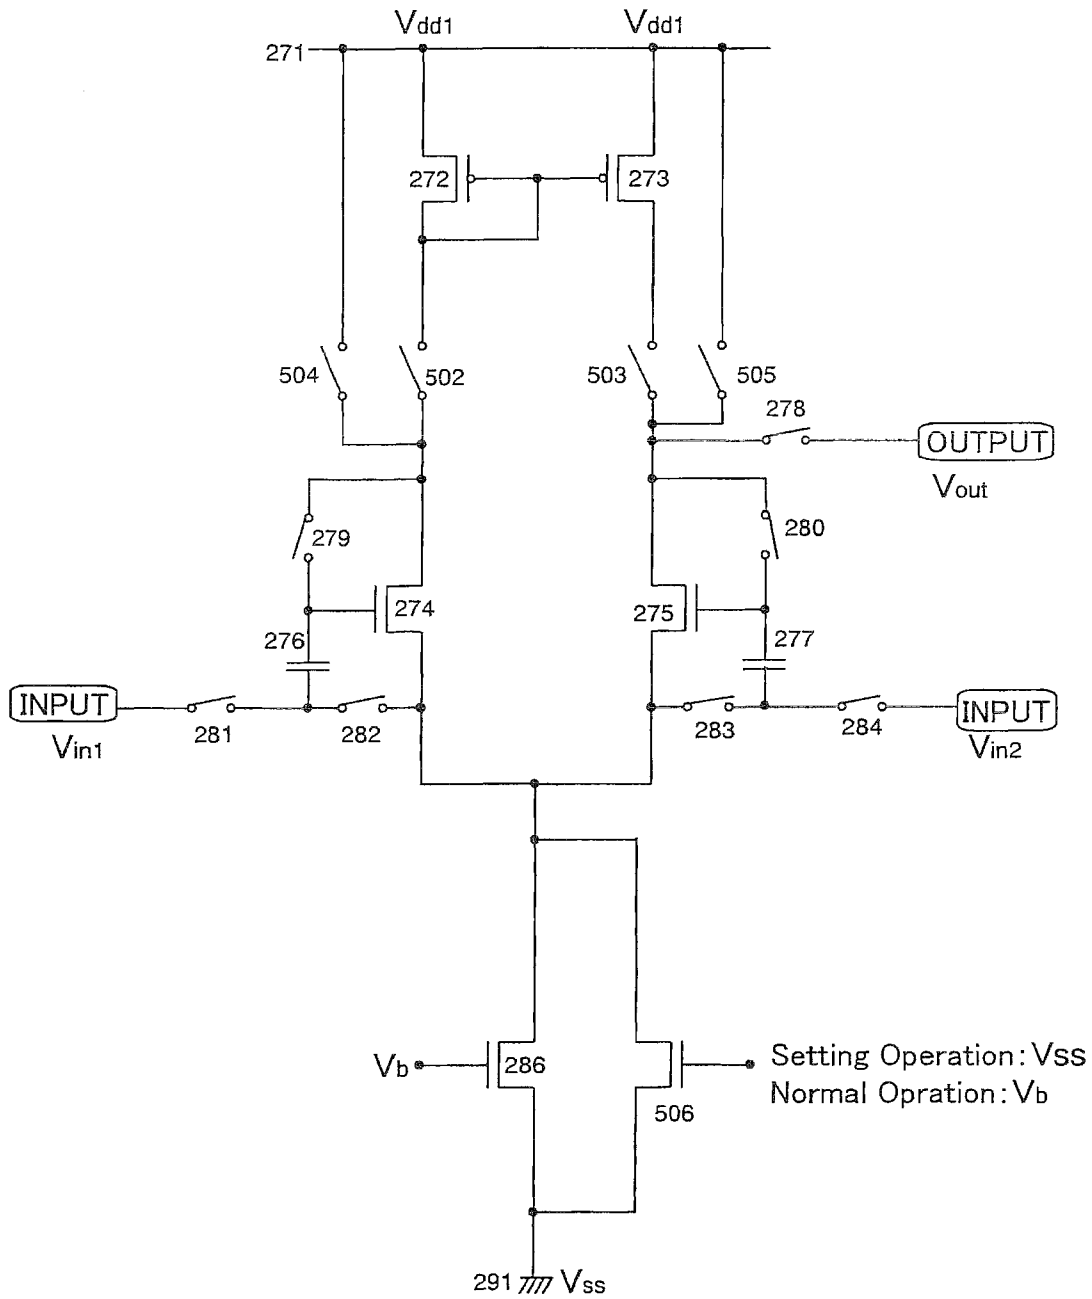 Vdd1 Vdd1
271
272 273
504 502 503 505
278
OUTPUT
Vout
279 280
274 275
276 277
INPUT INPUT
281 282 283 284
Vin1 Vin2
Vb 286 Setting Operation: VSS
506 Normal Opration: Vb
291 Vss